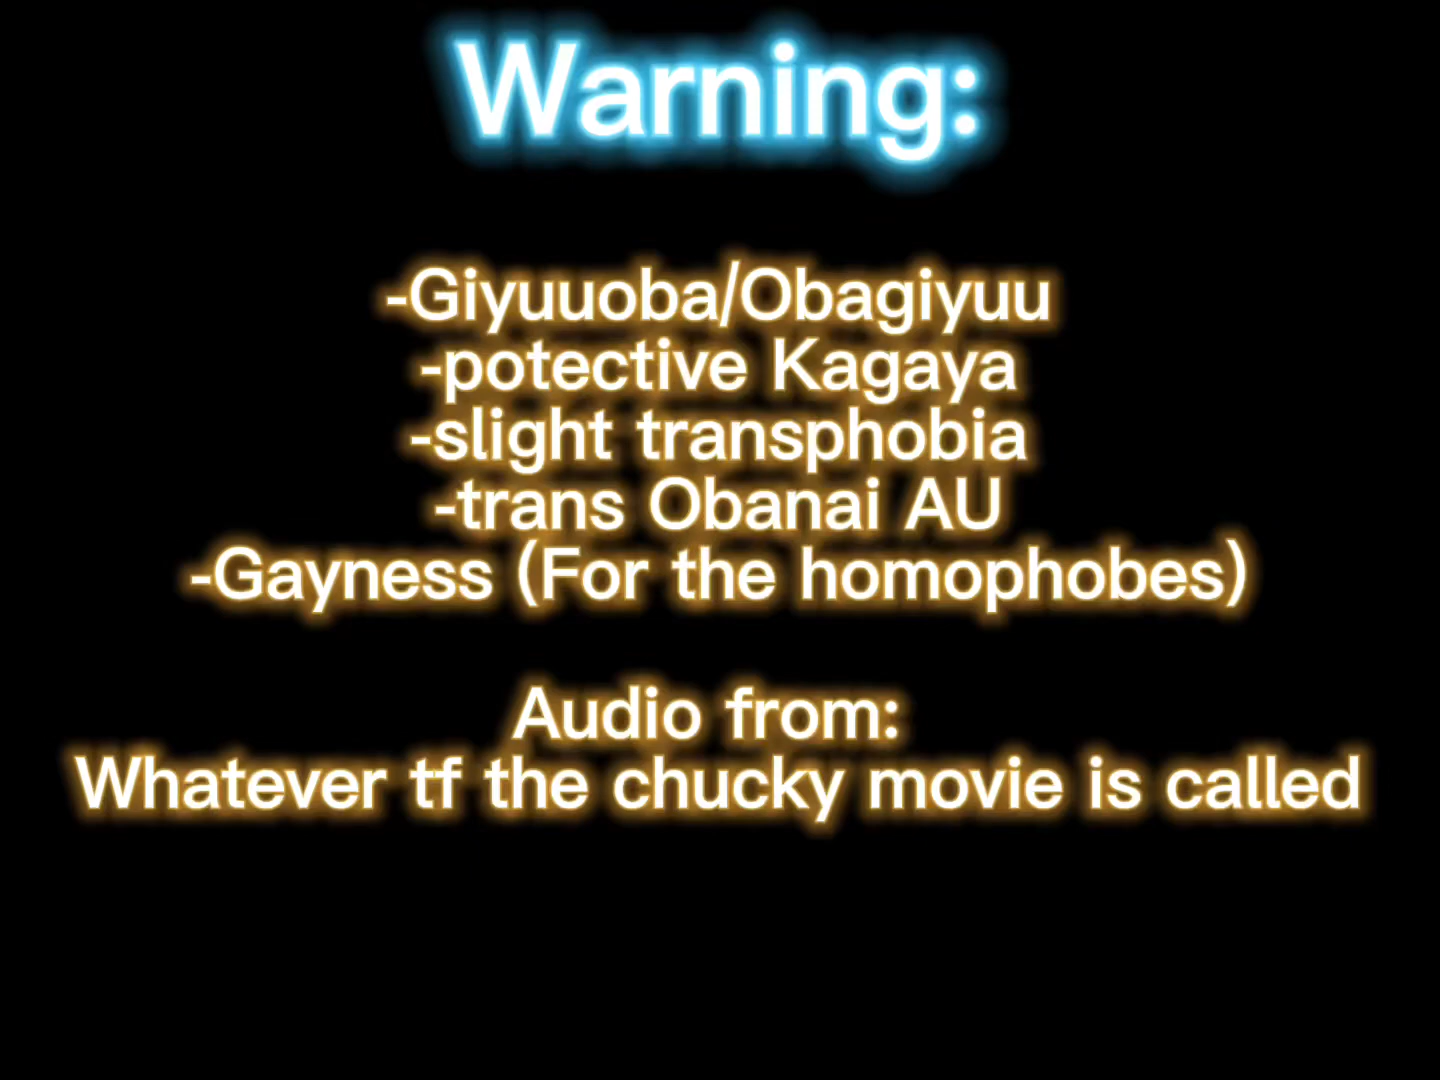 Warning:
-Giyuuoba/Obagiyuu
-potective Kagaya
-slight transphobia
-trans Obanai AU
-Gayness (For the homophobes)
Audio from:
Whatever tf the chucky movie is called